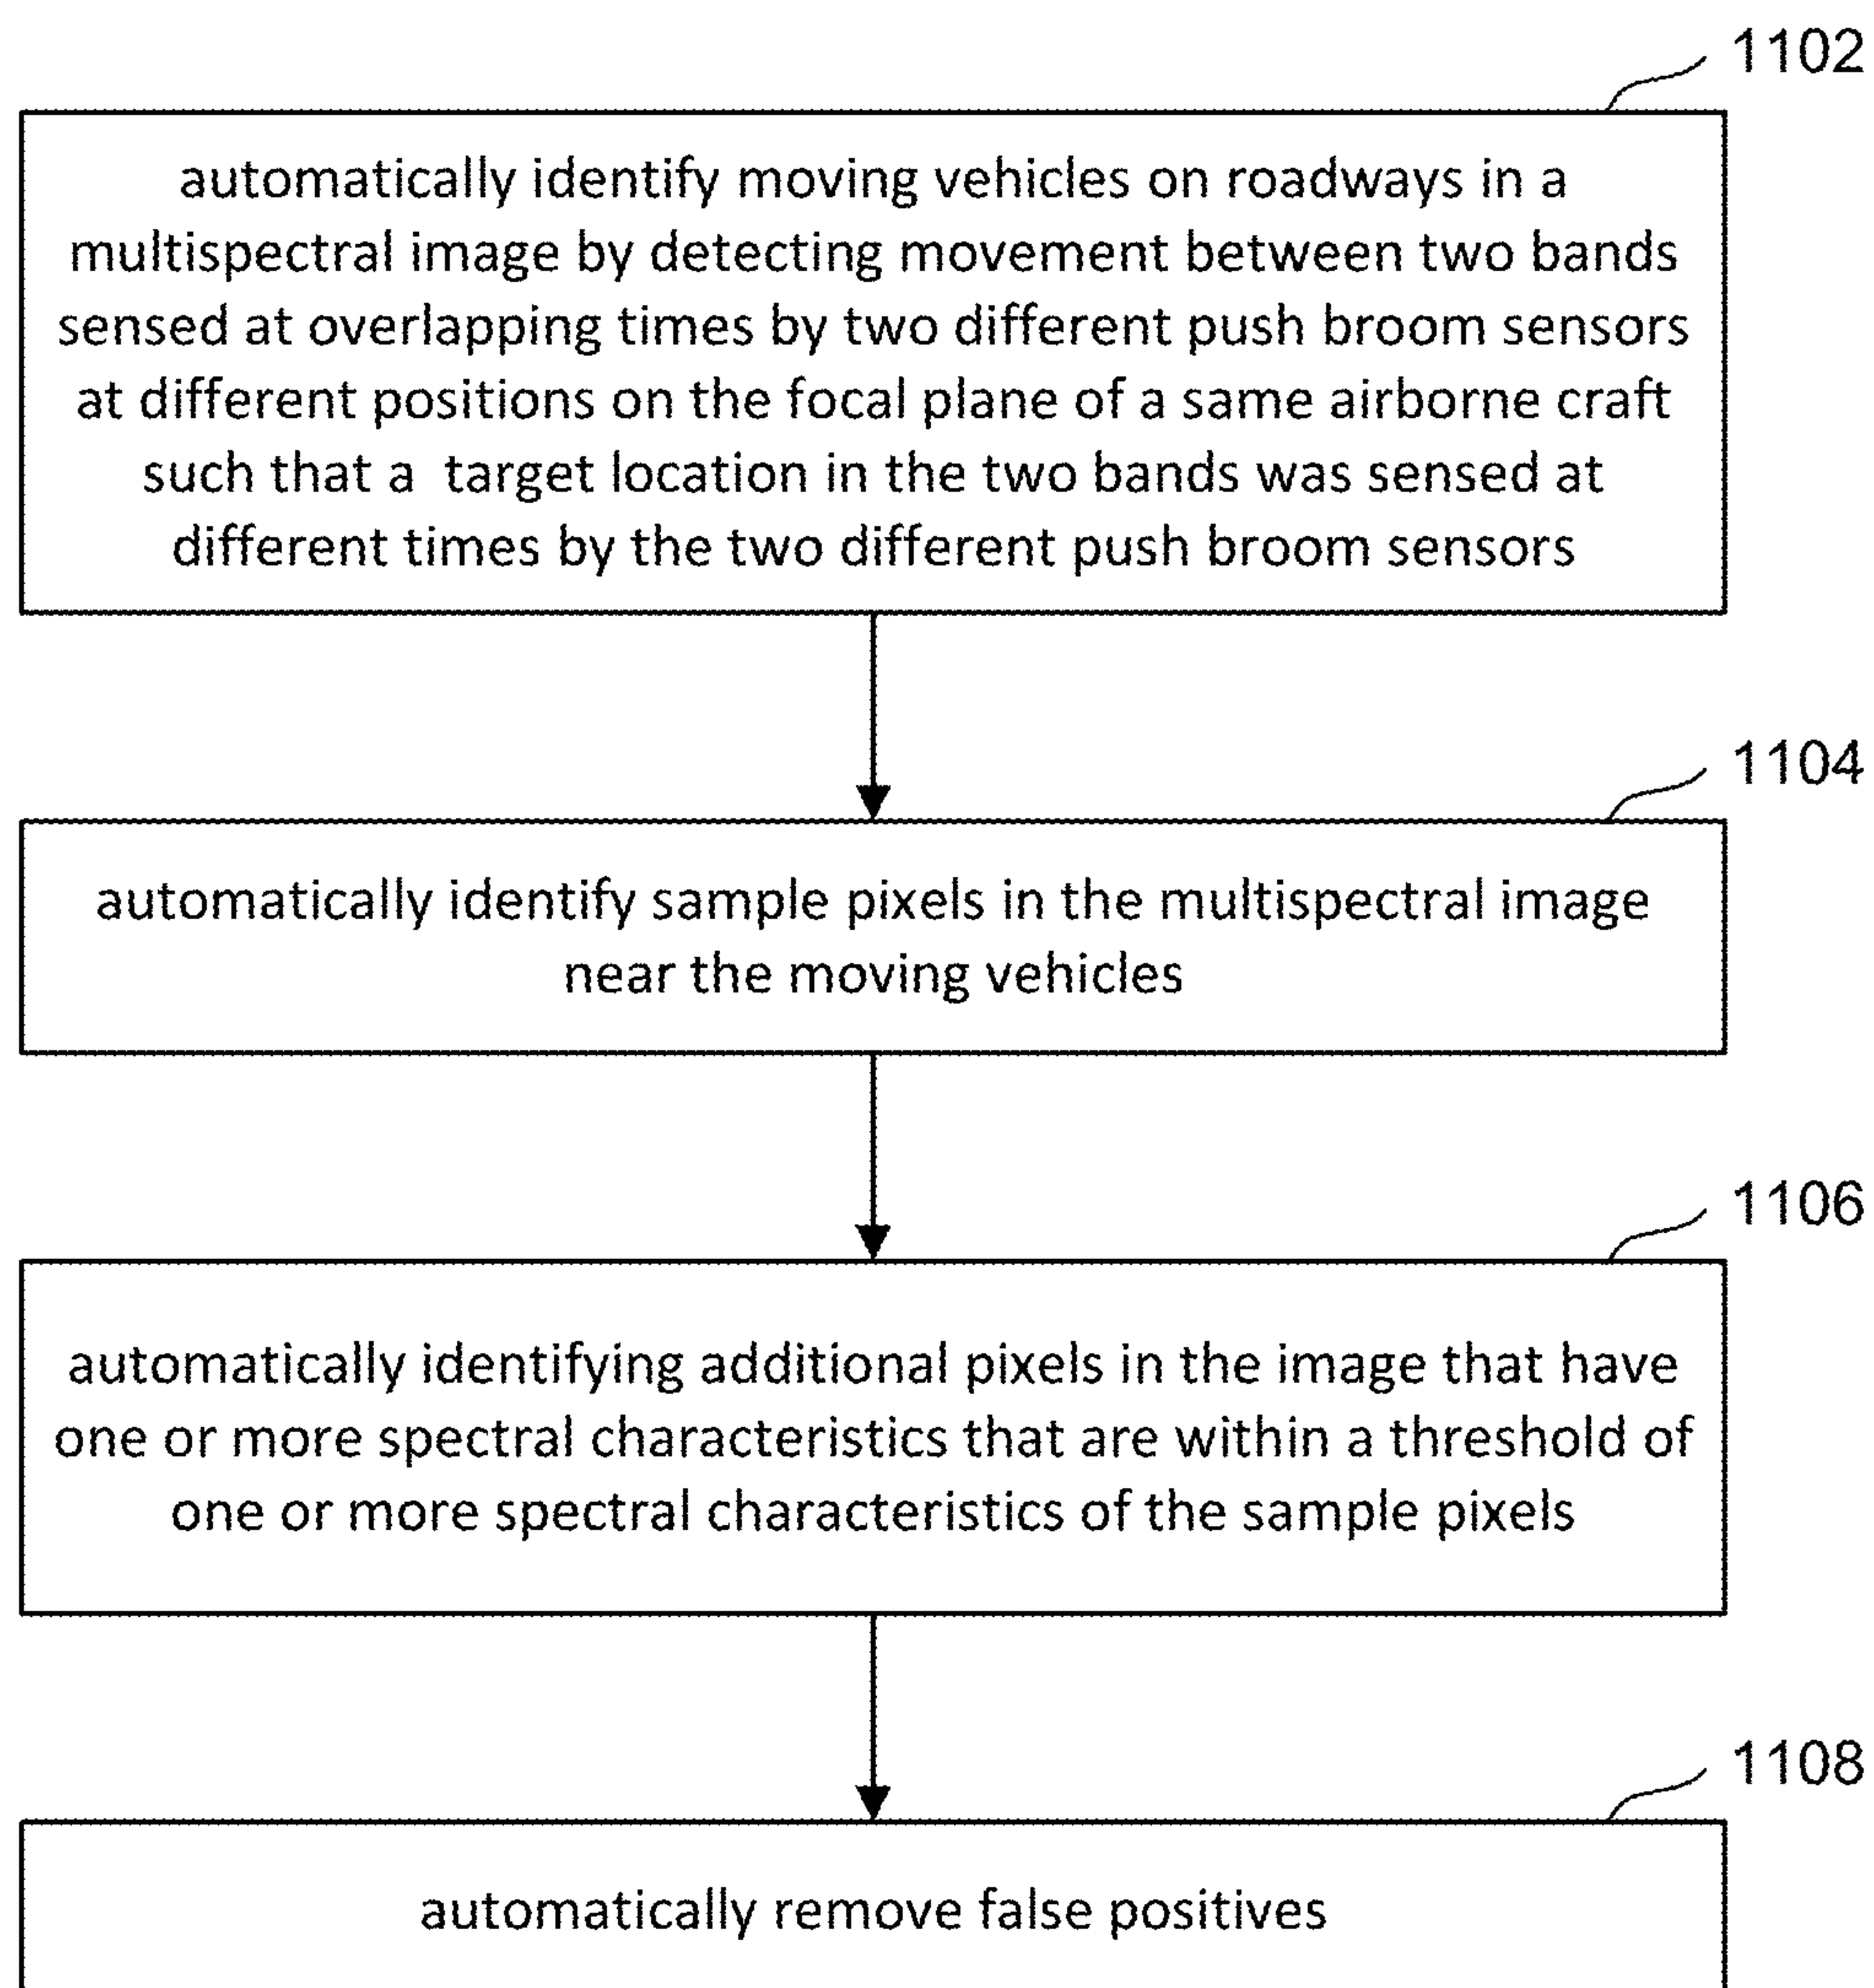 1102
automatically identify moving vehicles on roadways in a
multispectral image by detecting movement between two bands
sensed at overlapping times by two different push broom sensors
at different positions on the focal plane of a same airborne craft
such that a target location in the two bands was sensed at
different times by the two different push broom sensors
1104
automatically identify sample pixels in the multispectral image
near the moving vehicles
1106
automatically identifying additional pixels in the image that have
one or more spectral characteristics that are within a threshold of
one or more spectral characteristics of the sample pixels
1108
automatically remove false positives